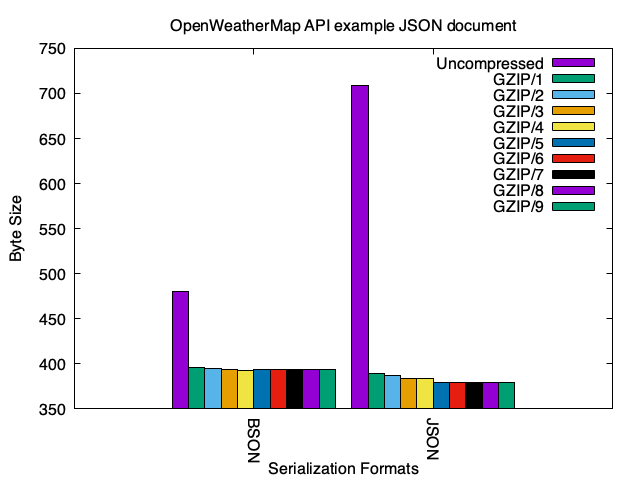 OpenWeatherMap API example JSON document
750
700
650
600
550
500
450
400
350
Byte Size
Uncompressed
GZIP/1
GZIP/2
GZIP/3
GZIP/4
GZIP/5
GZIP/6
GZIP/7
GZIP/8
GZIP/9
BSON
JSON
Serialization Formats